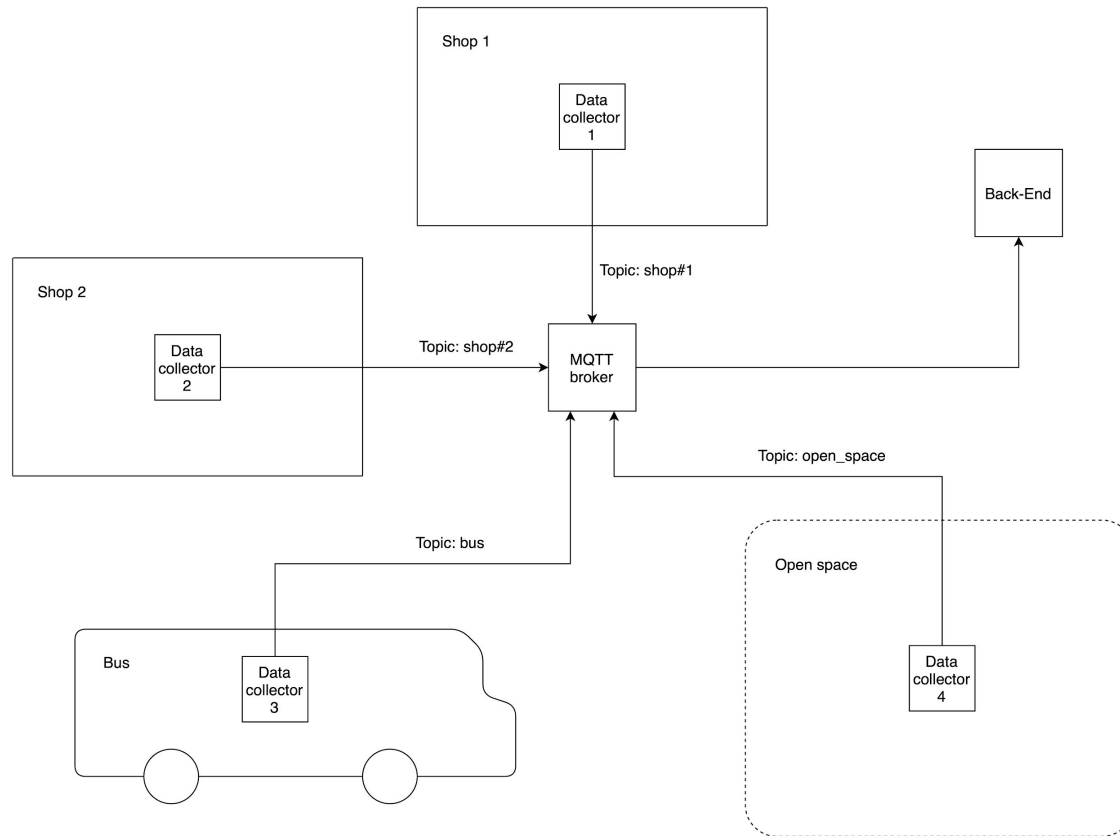 Shop 1
Data
collector
1
Back-End
Topic: shop#1
Shop 2
Data
collector
2
Topic: shop#2
MQTT
broker
Topic: open_space
Topic: bus
Open space
Bus
Data
collector
3
Data
collector
4